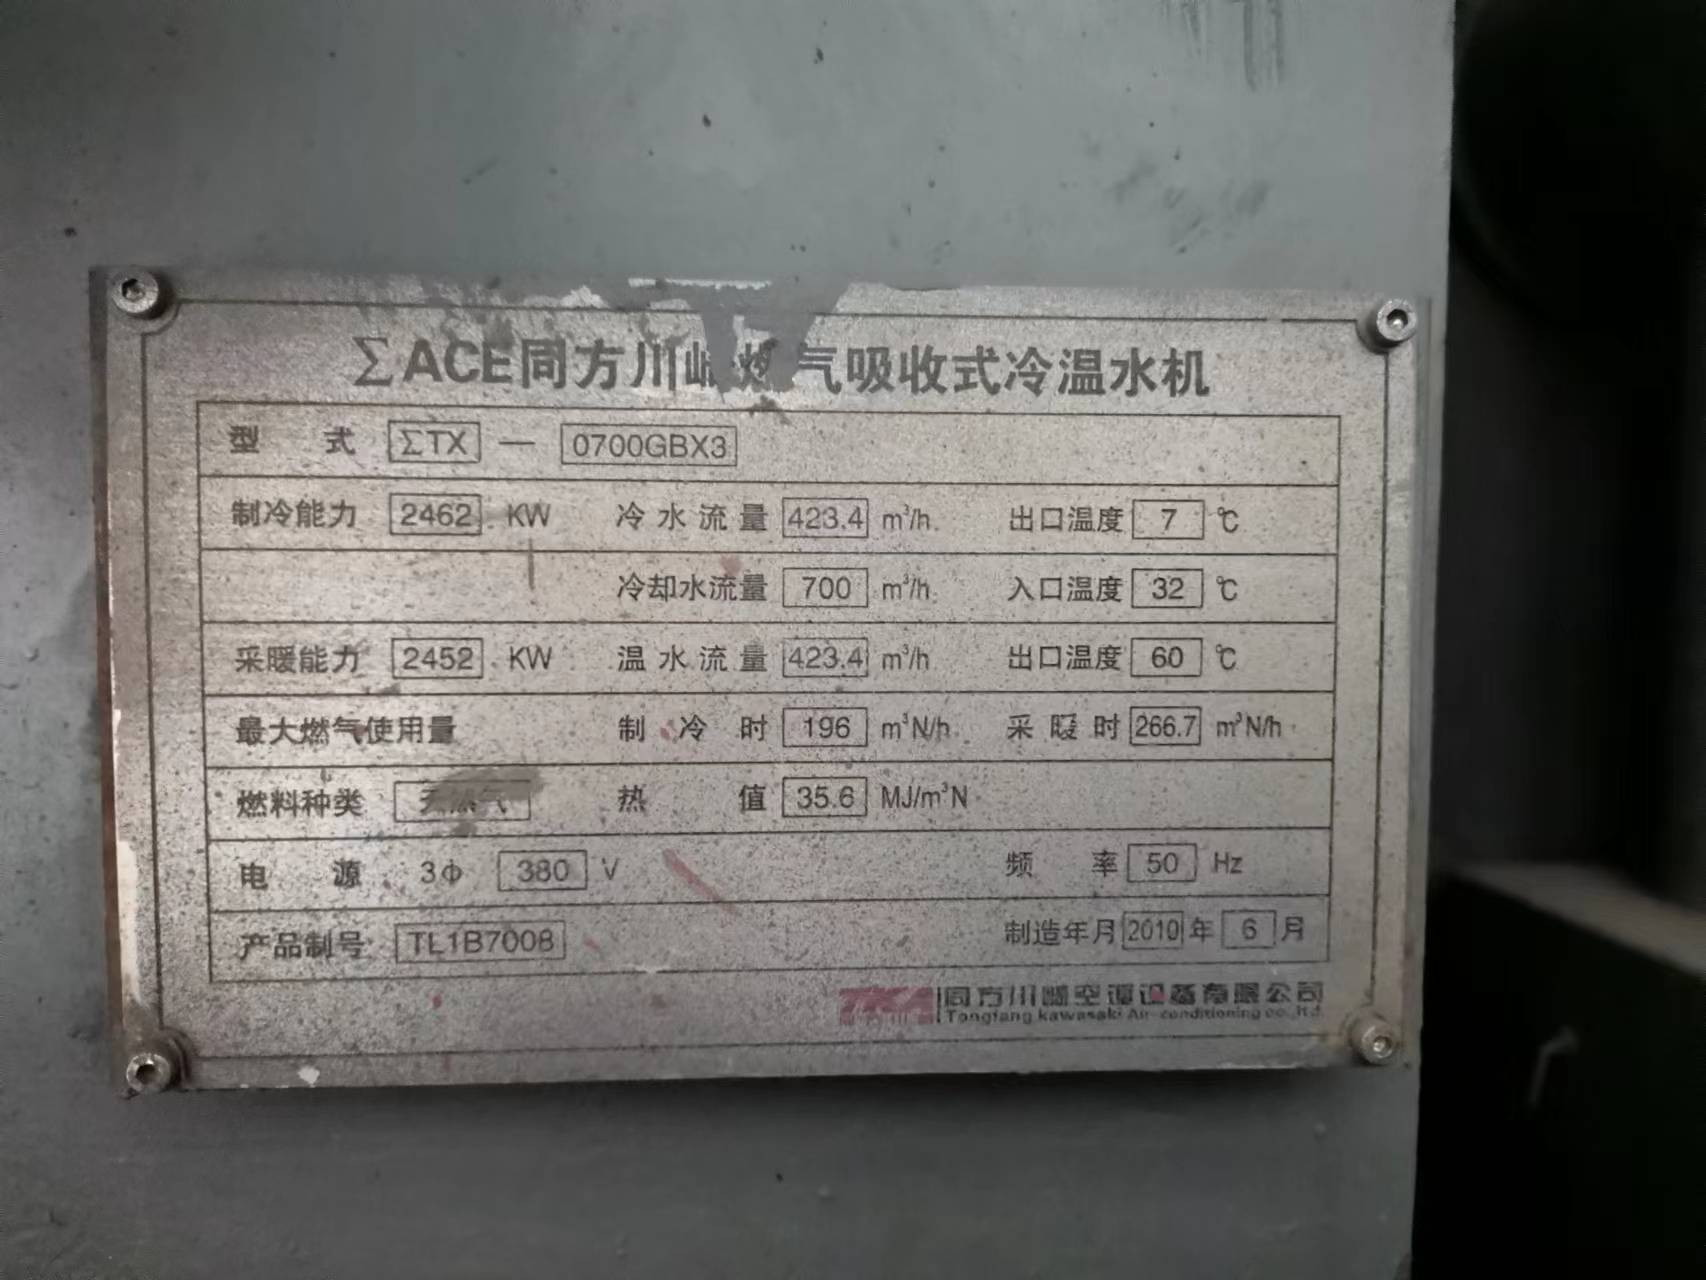 ΣACE同方川崎燃气吸收式冷温水机
型 式 ΣTX — 0700GBX3
制冷能力 2462 KW 冷水流量 423.4 m³/h 出口温度 7 ℃
冷却水流量 700 m³/h 入口温度 32 ℃
采暖能力 2452 KW 温水流量 423.4 m³/h 出口温度 60 ℃
最大燃气使用量 制冷时 196 m³N/h 采暖时 266.7 m³N/h
燃料种类 天然气 热值 35.6 MJ/m³N
电源 3Φ 380 V 频率 50 Hz
产品制号 TL1B7008 制造年月 2010 年 6 月
TKA 同方川崎空调设备有限公司
Tongfang kawasaki Air-conditioning co.,ltd.